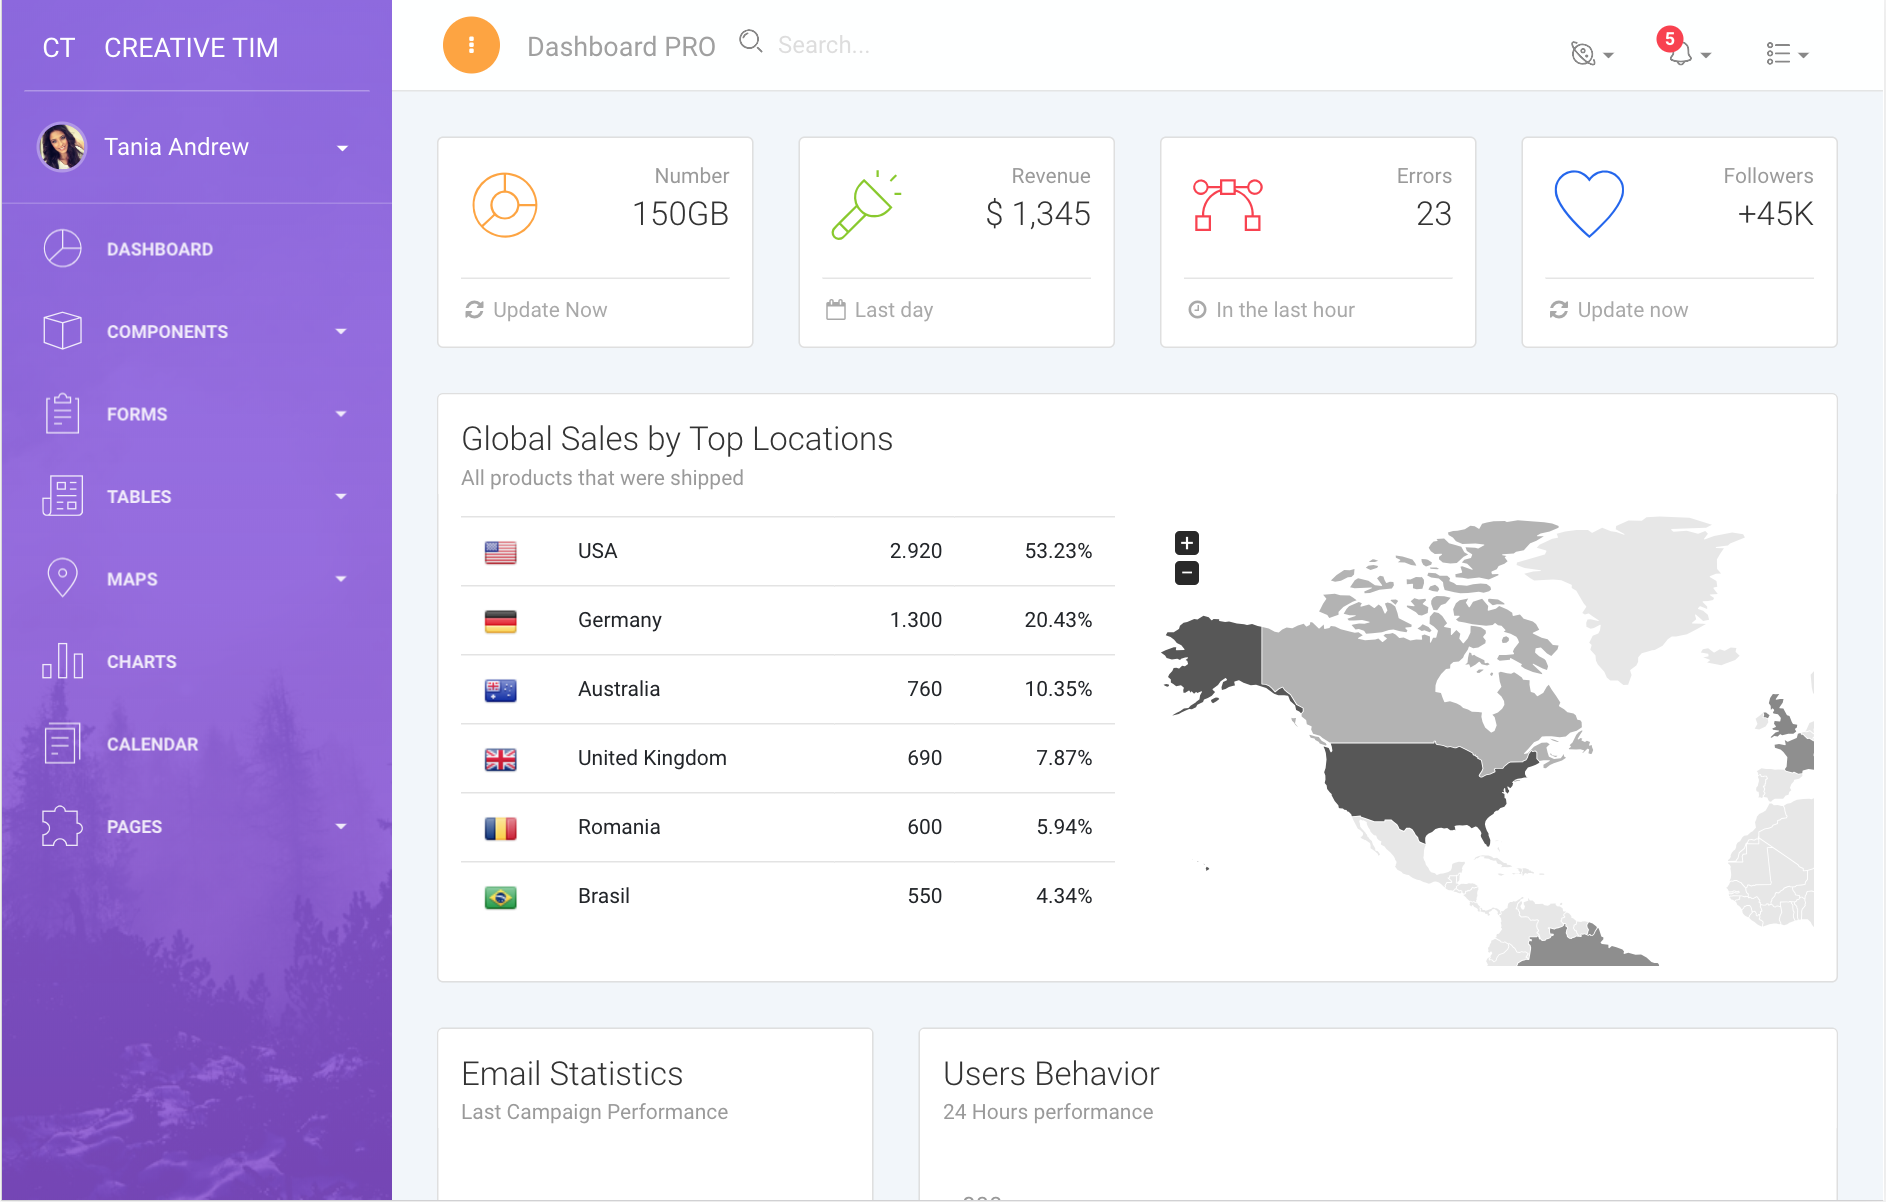 CT CREATIVE TIM
Tania Andrew
DASHBOARD
COMPONENTS
FORMS
TABLES
MAPS
CHARTS
CALENDAR
PAGES
Dashboard PRO
Search...
5
Number
150GB
Update Now
Revenue
$ 1,345
Last day
Errors
23
In the last hour
Followers
+45K
Update now
Global Sales by Top Locations
All products that were shipped
USA 2.920 53.23%
Germany 1.300 20.43%
Australia 760 10.35%
United Kingdom 690 7.87%
Romania 600 5.94%
Brasil 550 4.34%
+
−
Email Statistics
Last Campaign Performance
Users Behavior
24 Hours performance